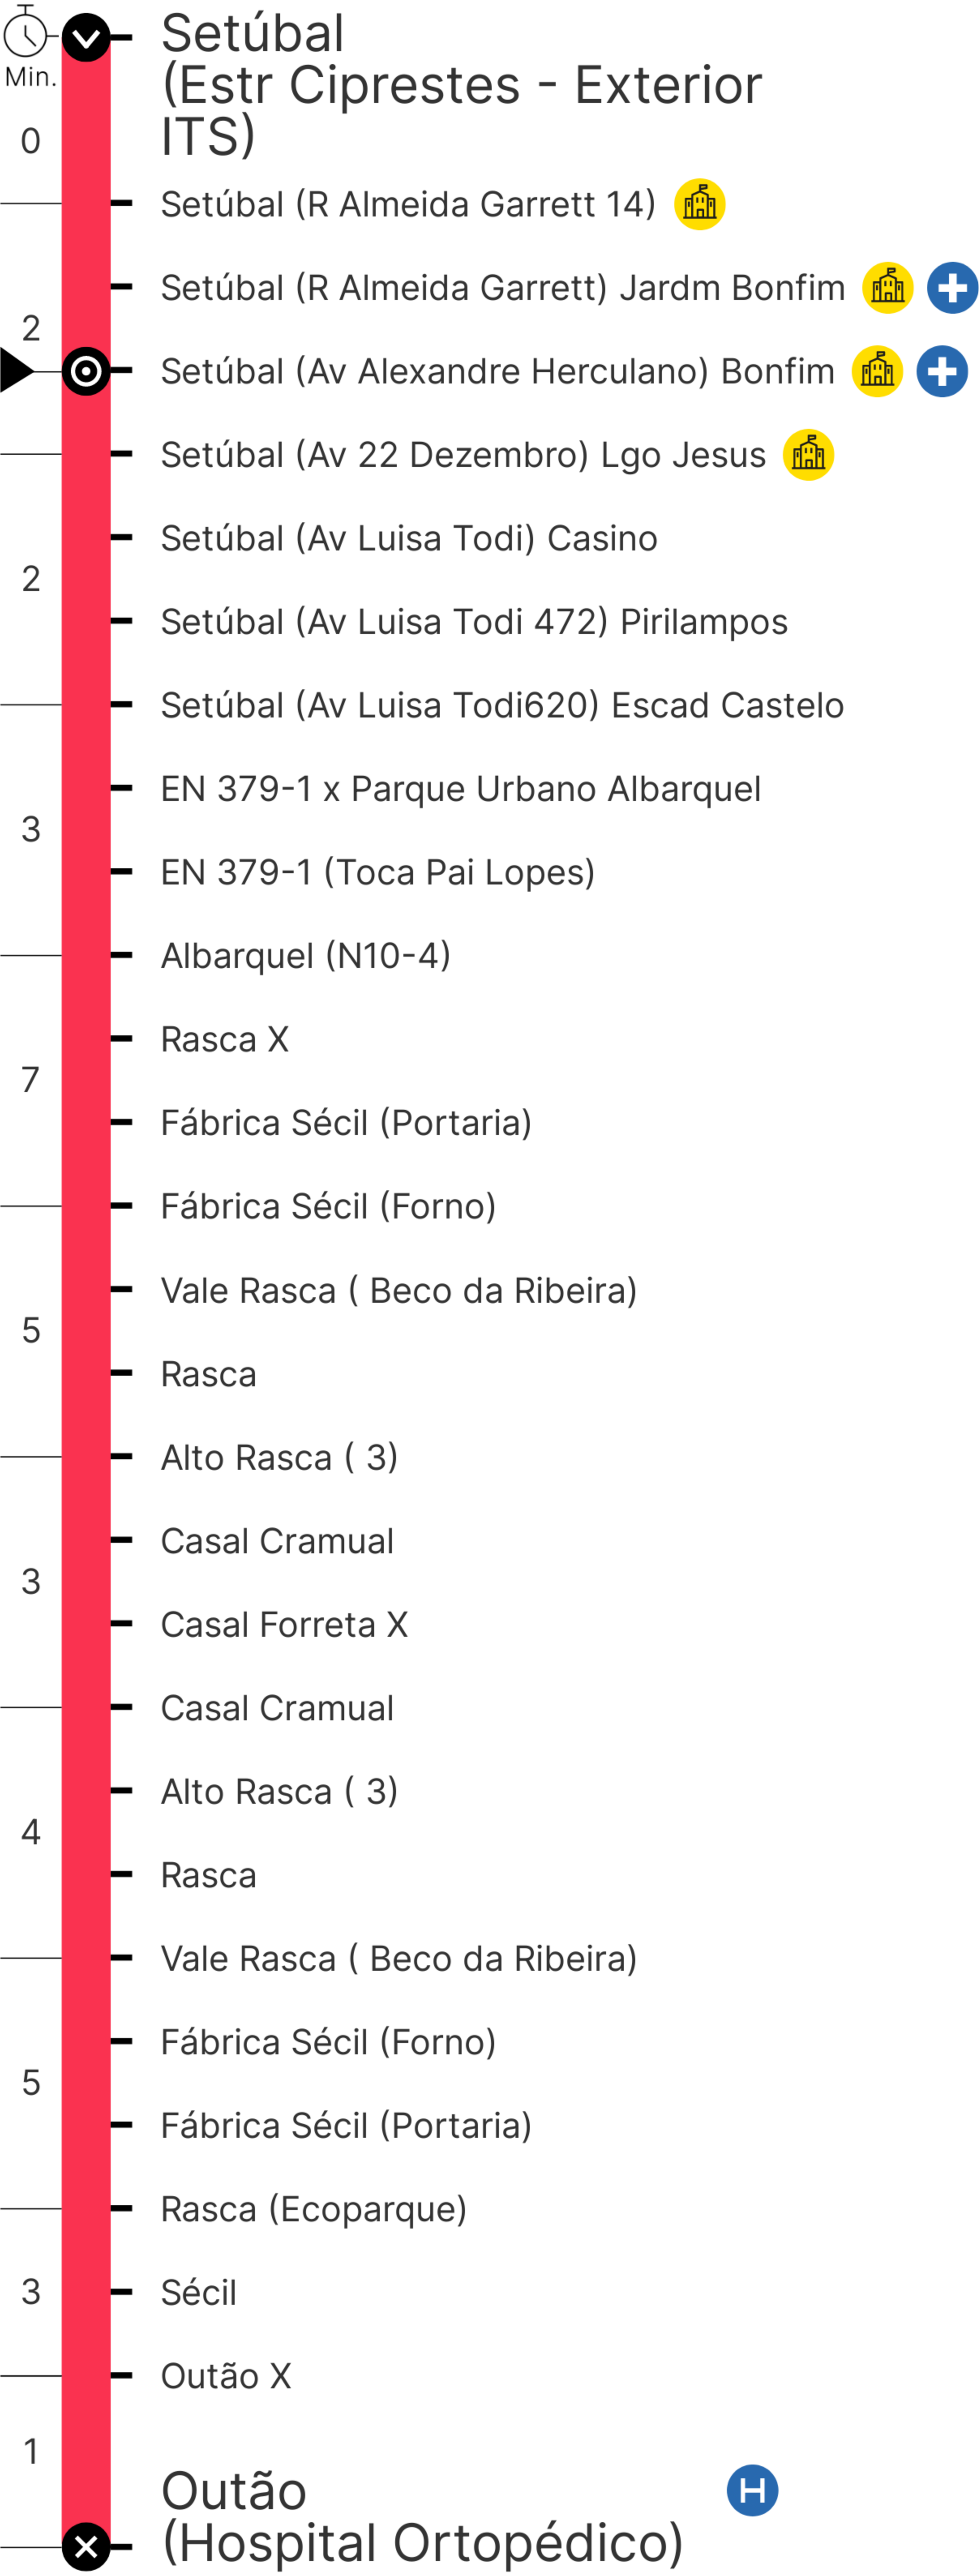 Min.
Setúbal
(Estr Ciprestes - Exterior
ITS)
0
Setúbal (R Almeida Garrett 14)
Setúbal (R Almeida Garrett) Jardm Bonfim
2
Setúbal (Av Alexandre Herculano) Bonfim
Setúbal (Av 22 Dezembro) Lgo Jesus
Setúbal (Av Luisa Todi) Casino
2
Setúbal (Av Luisa Todi 472) Pirilampos
Setúbal (Av Luisa Todi620) Escad Castelo
EN 379-1 x Parque Urbano Albarquel
3
EN 379-1 (Toca Pai Lopes)
Albarquel (N10-4)
Rasca X
7
Fábrica Sécil (Portaria)
Fábrica Sécil (Forno)
Vale Rasca ( Beco da Ribeira)
5
Rasca
Alto Rasca ( 3)
Casal Cramual
3
Casal Forreta X
Casal Cramual
Alto Rasca ( 3)
4
Rasca
Vale Rasca ( Beco da Ribeira)
Fábrica Sécil (Forno)
5
Fábrica Sécil (Portaria)
Rasca (Ecoparque)
3
Sécil
Outão X
1
Outão
H
(Hospital Ortopédico)